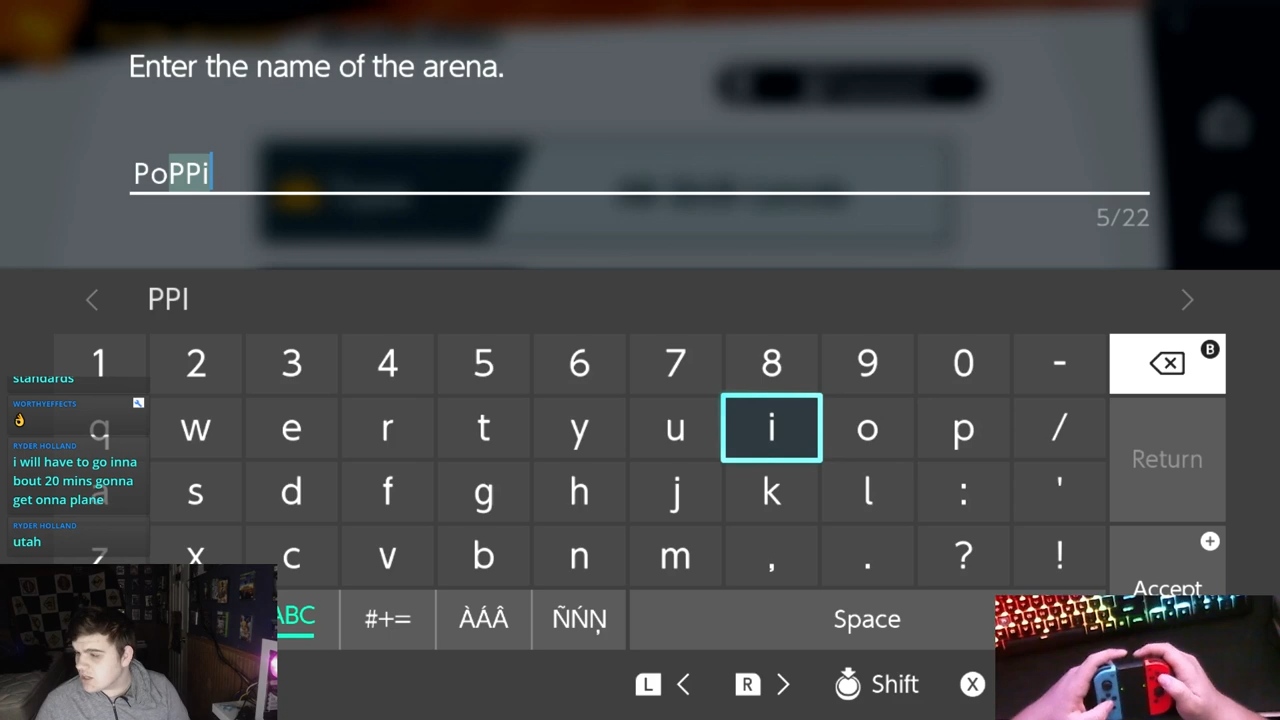 Enter the name of the arena.
PoPPi
5/22
PPI
1 2 3 4 5 6 7 8 9 0 -
B
q w e r t y u i o p /
Return
a s d f g h j k l : '
z x c v b n m , . ? !
+
Accept
ABC #+= ÀÁÂ ÑŃŅ Space
L R Shift X
standards
WORTHYEFFECTS
RYDER HOLLAND
i will have to go inna
bout 20 mins gonna
get onna plane
RYDER HOLLAND
utah